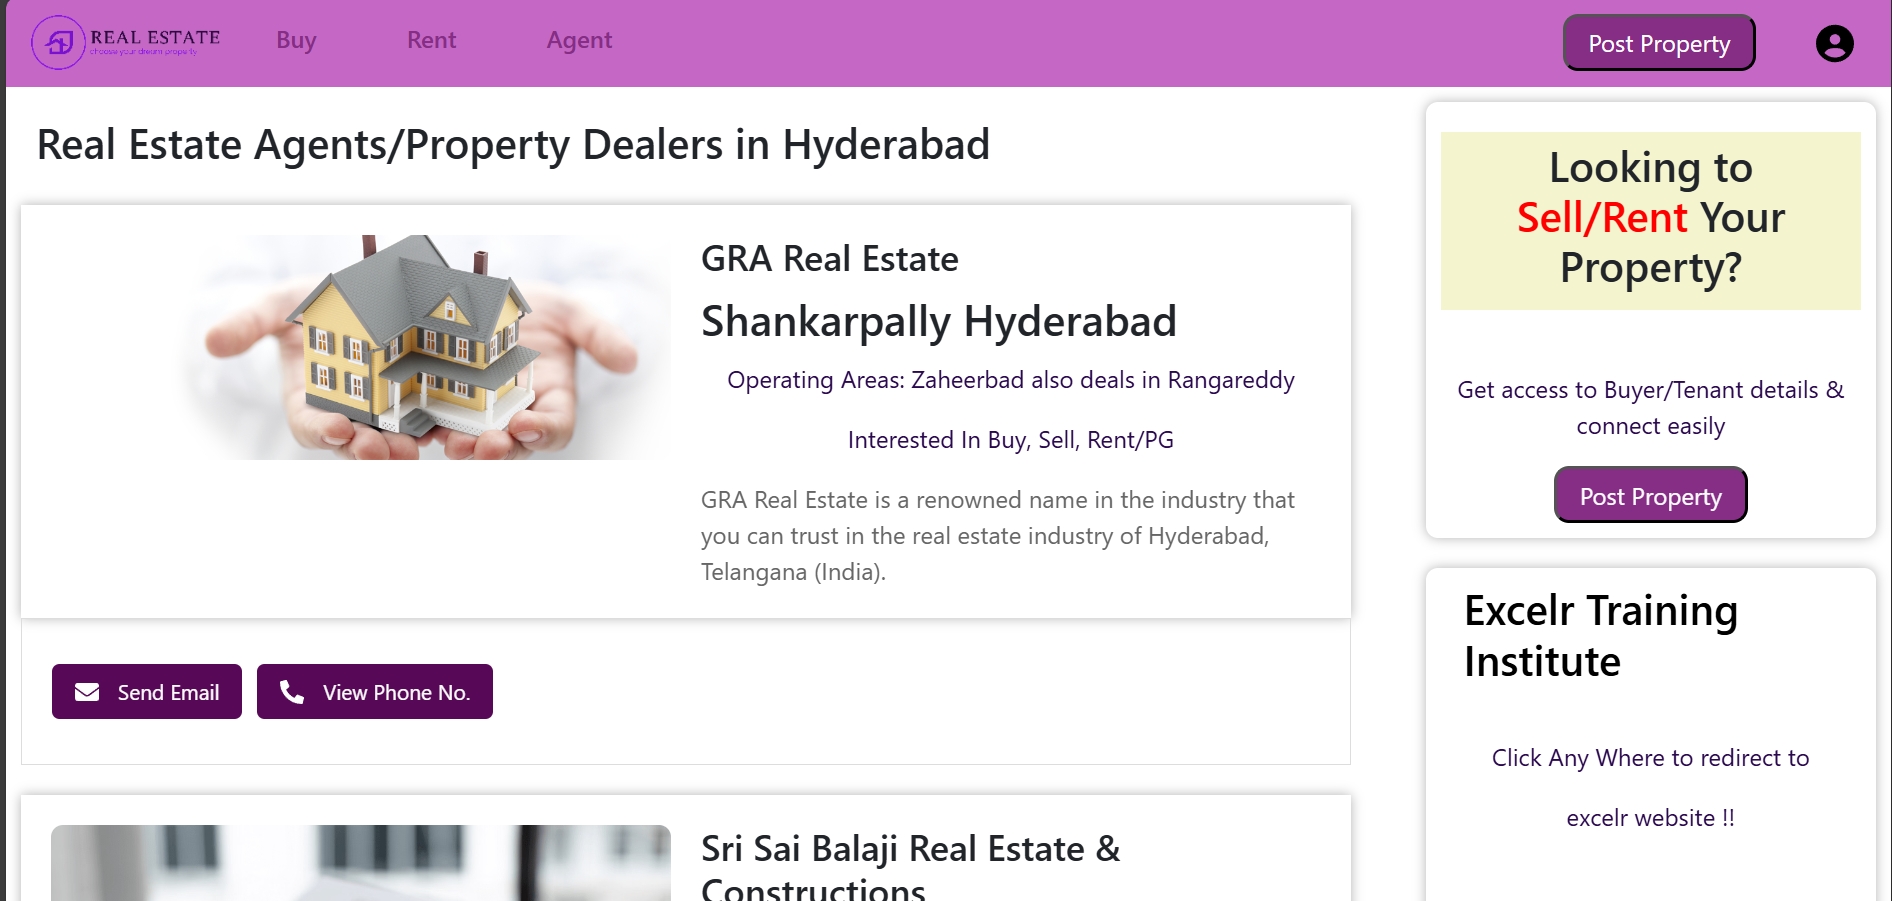 REAL ESTATE
choose your dream property
Buy
Rent
Agent
Post Property
Real Estate Agents/Property Dealers in Hyderabad
GRA Real Estate
Shankarpally Hyderabad
Operating Areas: Zaheerbad also deals in Rangareddy
Interested In Buy, Sell, Rent/PG
GRA Real Estate is a renowned name in the industry that
you can trust in the real estate industry of Hyderabad,
Telangana (India).
Send Email
View Phone No.
Sri Sai Balaji Real Estate &
Constructions
Looking to
Sell/Rent Your
Property?
Get access to Buyer/Tenant details &
connect easily
Post Property
Excelr Training
Institute
Click Any Where to redirect to
excelr website !!